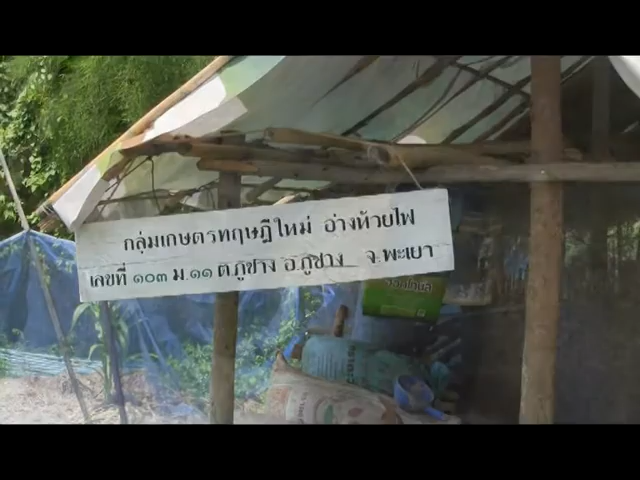 กลุ่มเกษตรทฤษฎีใหม่ อ่างห้วยไฟ
เลขที่ ๑๐๓ ม.๑๑ ต.ภูซาง อ.ภูซาง จ.พะเยา